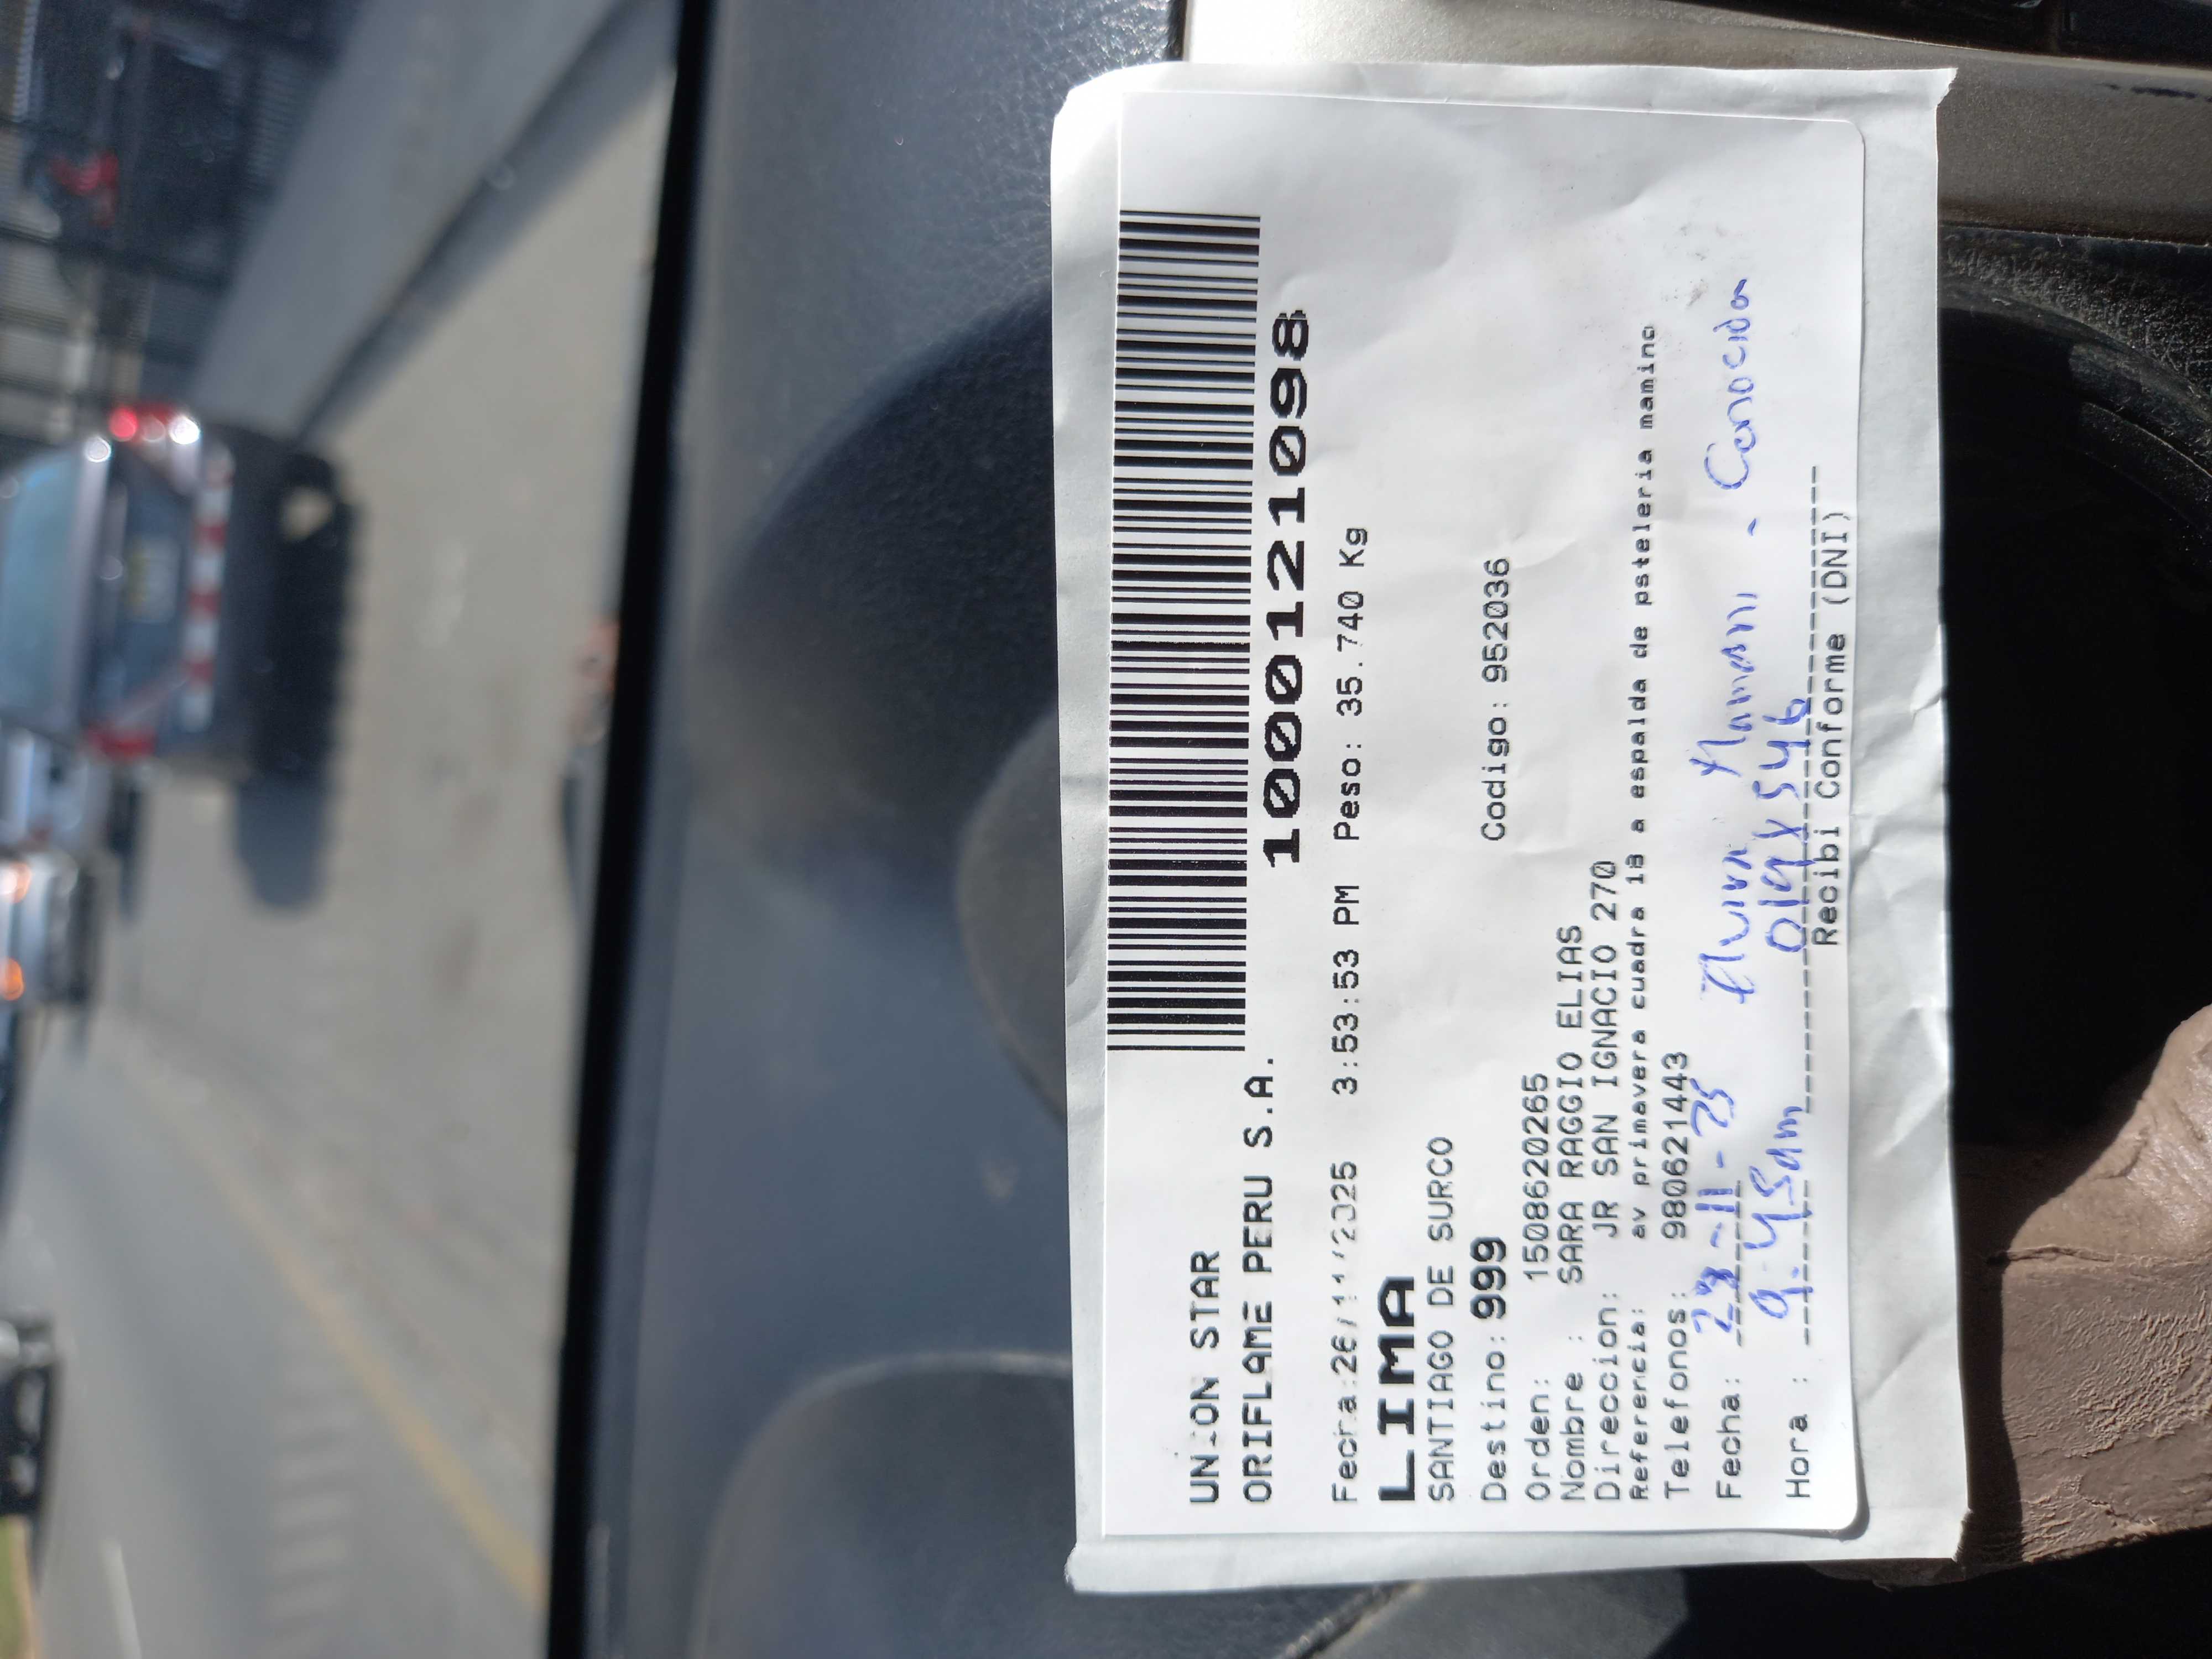 UNION STAR
ORIFLAME PERU S.A.
1000121098
Fecha:26/11/2025 3:53:53 PM Peso: 35.740 Kg
LIMA
SANTIAGO DE SURCO
Destino: 999 Codigo: 952036
Orden: 1508620265
Nombre : SARA RAGGIO ELIAS
Direccion: JR SAN IGNACIO 270
Referencia: av primavera cuadra 18 a espalda de psteleria mamino
Telefonos: 980621443
Fecha: 28-11-25 Elvira Mamani - Conocida
Hora : 9:45am
Recibi Conforme (DNI)